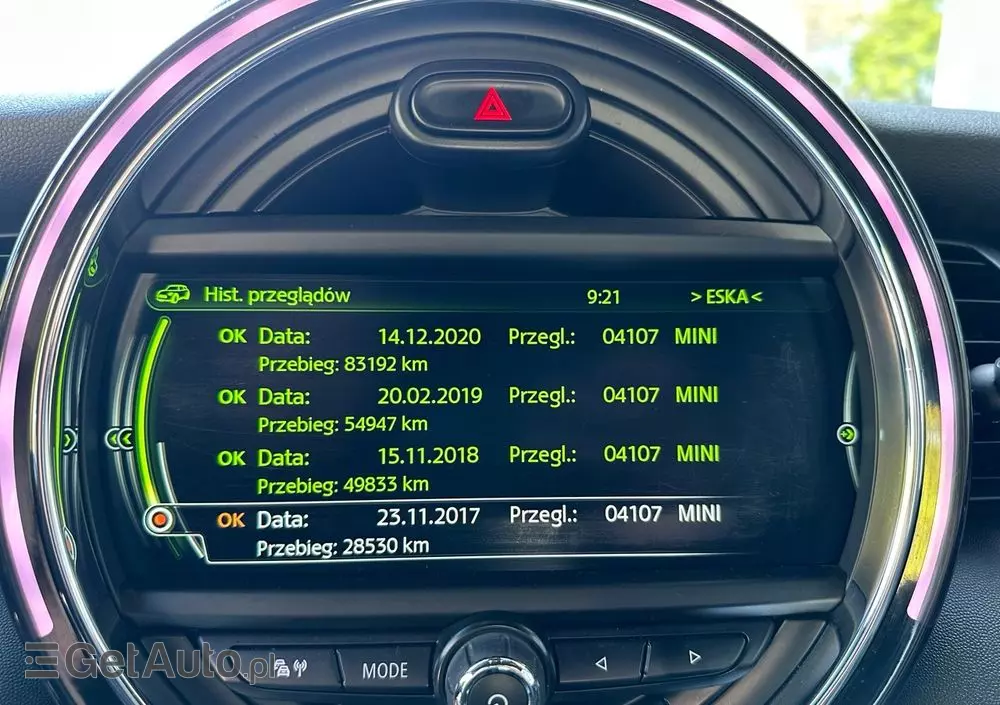 Hist. przeglądów 9:21 >ESKA<
OK Data: 14.12.2020 Przegl.: 04107 MINI
Przebieg: 83192 km
OK Data: 20.02.2019 Przegl.: 04107 MINI
Przebieg: 54947 km
OK Data: 15.11.2018 Przegl.: 04107 MINI
Przebieg: 49833 km
OK Data: 23.11.2017 Przegl.: 04107 MINI
Przebieg: 28530 km
GetAuto.pl
MODE